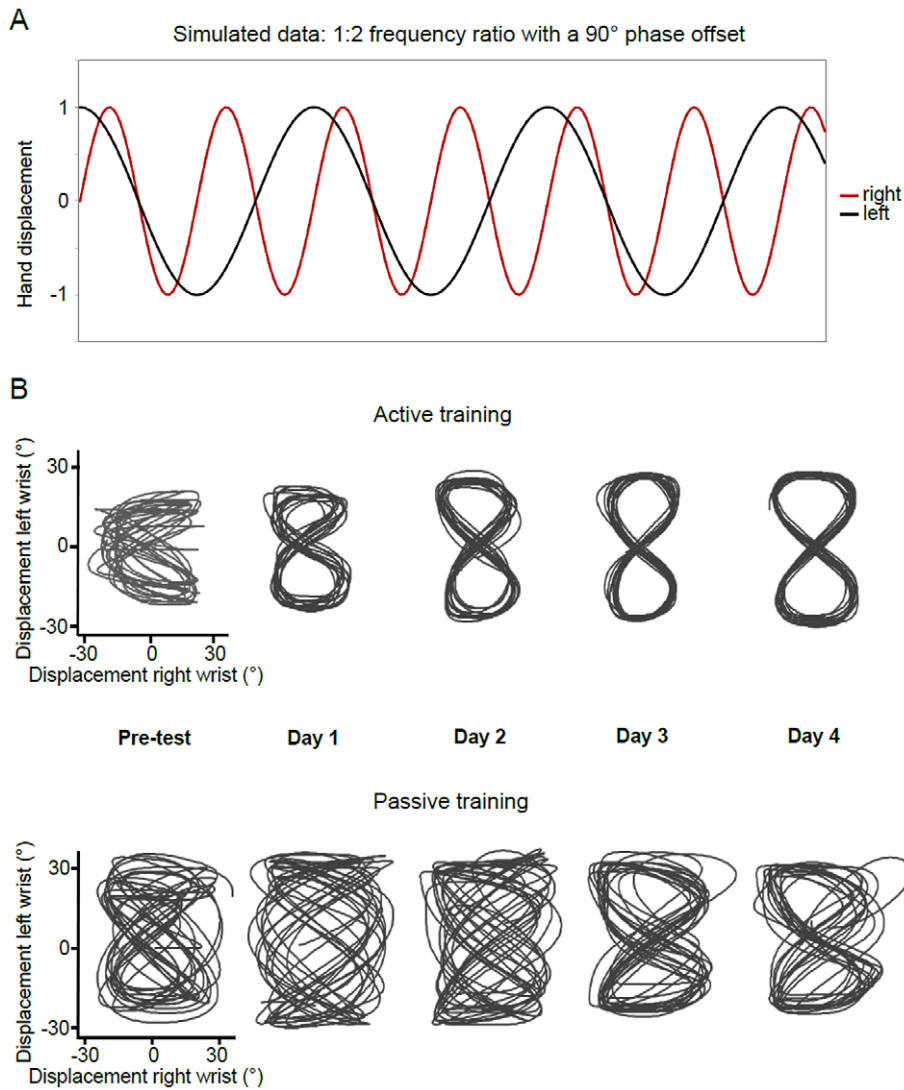 A
Simulated data: 1:2 frequency ratio with a 90° phase offset
Hand displacement
1
0
-1
right
left
B
Active training
Displacement left wrist (°)
30
0
-30
-30 0 30
Displacement right wrist (°)
Pre-test Day 1 Day 2 Day 3 Day 4
Passive training
Displacement left wrist (°)
30
0
-30
-30 0 30
Displacement right wrist (°)